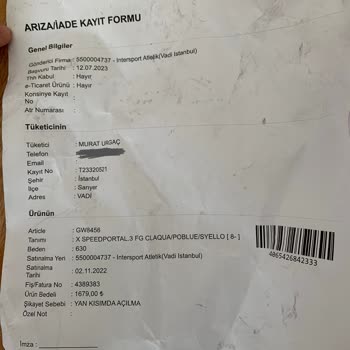 ARIZA/İADE KAYIT FORMU
Genel Bilgiler
Gönderici Firma : 5500004737 - Intersport Atletik(Vadi İstanbul)
Başvuru Tarihi : 12.07.2023
Kabul : Hayır
e-Ticaret Ürünü : Hayır
Konsinye Kayıt :
No
Atr Numarası :
Tüketicinin
Tüketici : MURAT URGAÇ
Telefon :
Email :
Kayıt No : T23320521
Şehir : İstanbul
İlçe : Sarıyer
Adres : VADİ
Ürünün
Article : GW8456
Tanımı : X SPEEDPORTAL.3 FG CLAQUA/POBLUE/SYELLO [ 8- ]
Beden : 630
Satınalma Yeri : 5500004737 - Intersport Atletik(Vadi İstanbul)
Satınalma : 02.11.2022
Tarihi
Fiş/Fatura No : 4389383
Ürün Bedeli : 1679,00 ₺
Şikayet Sebebi : YAN KISIMDA AÇILMA
Özel Not :
4065426842333
İmza :